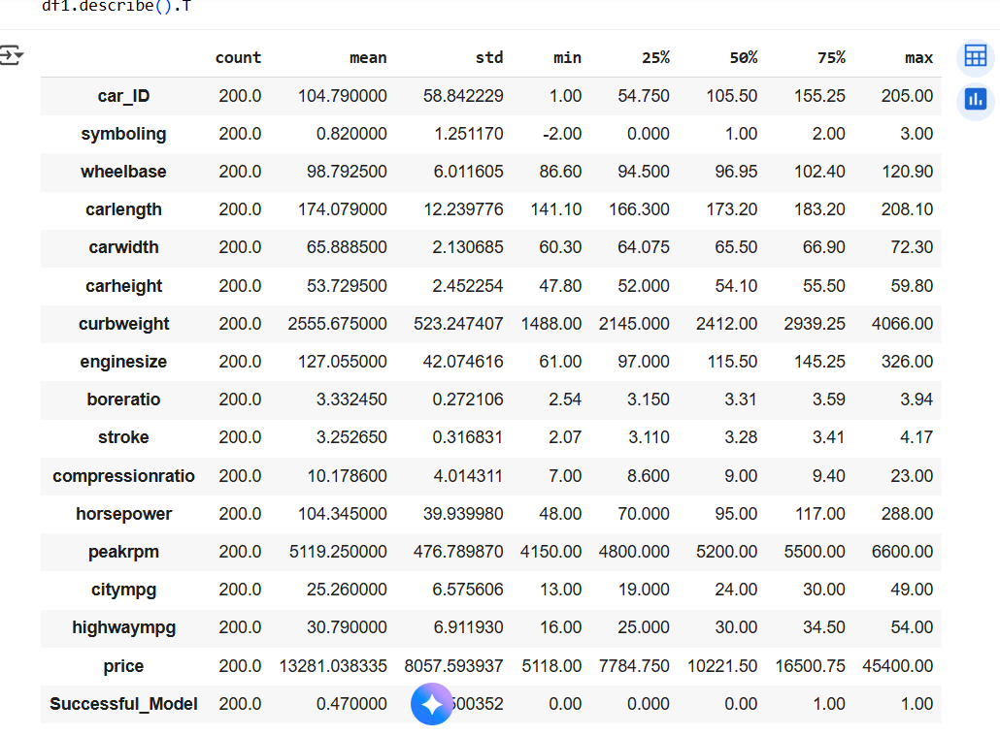 df1.describe().T
count mean std min 25% 50% 75% max
car_ID 200.0 104.790000 58.842229 1.00 54.750 105.50 155.25 205.00
symboling 200.0 0.820000 1.251170 -2.00 0.000 1.00 2.00 3.00
wheelbase 200.0 98.792500 6.011605 86.60 94.500 96.95 102.40 120.90
carlength 200.0 174.079000 12.239776 141.10 166.300 173.20 183.20 208.10
carwidth 200.0 65.888500 2.130685 60.30 64.075 65.50 66.90 72.30
carheight 200.0 53.729500 2.452254 47.80 52.000 54.10 55.50 59.80
curbweight 200.0 2555.675000 523.247407 1488.00 2145.000 2412.00 2939.25 4066.00
enginesize 200.0 127.055000 42.074616 61.00 97.000 115.50 145.25 326.00
boreratio 200.0 3.332450 0.272106 2.54 3.150 3.31 3.59 3.94
stroke 200.0 3.252650 0.316831 2.07 3.110 3.28 3.41 4.17
compressionratio 200.0 10.178600 4.014311 7.00 8.600 9.00 9.40 23.00
horsepower 200.0 104.345000 39.939980 48.00 70.000 95.00 117.00 288.00
peakrpm 200.0 5119.250000 476.789870 4150.00 4800.000 5200.00 5500.00 6600.00
citympg 200.0 25.260000 6.575606 13.00 19.000 24.00 30.00 49.00
highwaympg 200.0 30.790000 6.911930 16.00 25.000 30.00 34.50 54.00
price 200.0 13281.038335 8057.593937 5118.00 7784.750 10221.50 16500.75 45400.00
Successful_Model 200.0 0.470000 00352 0.00 0.000 0.00 1.00 1.00